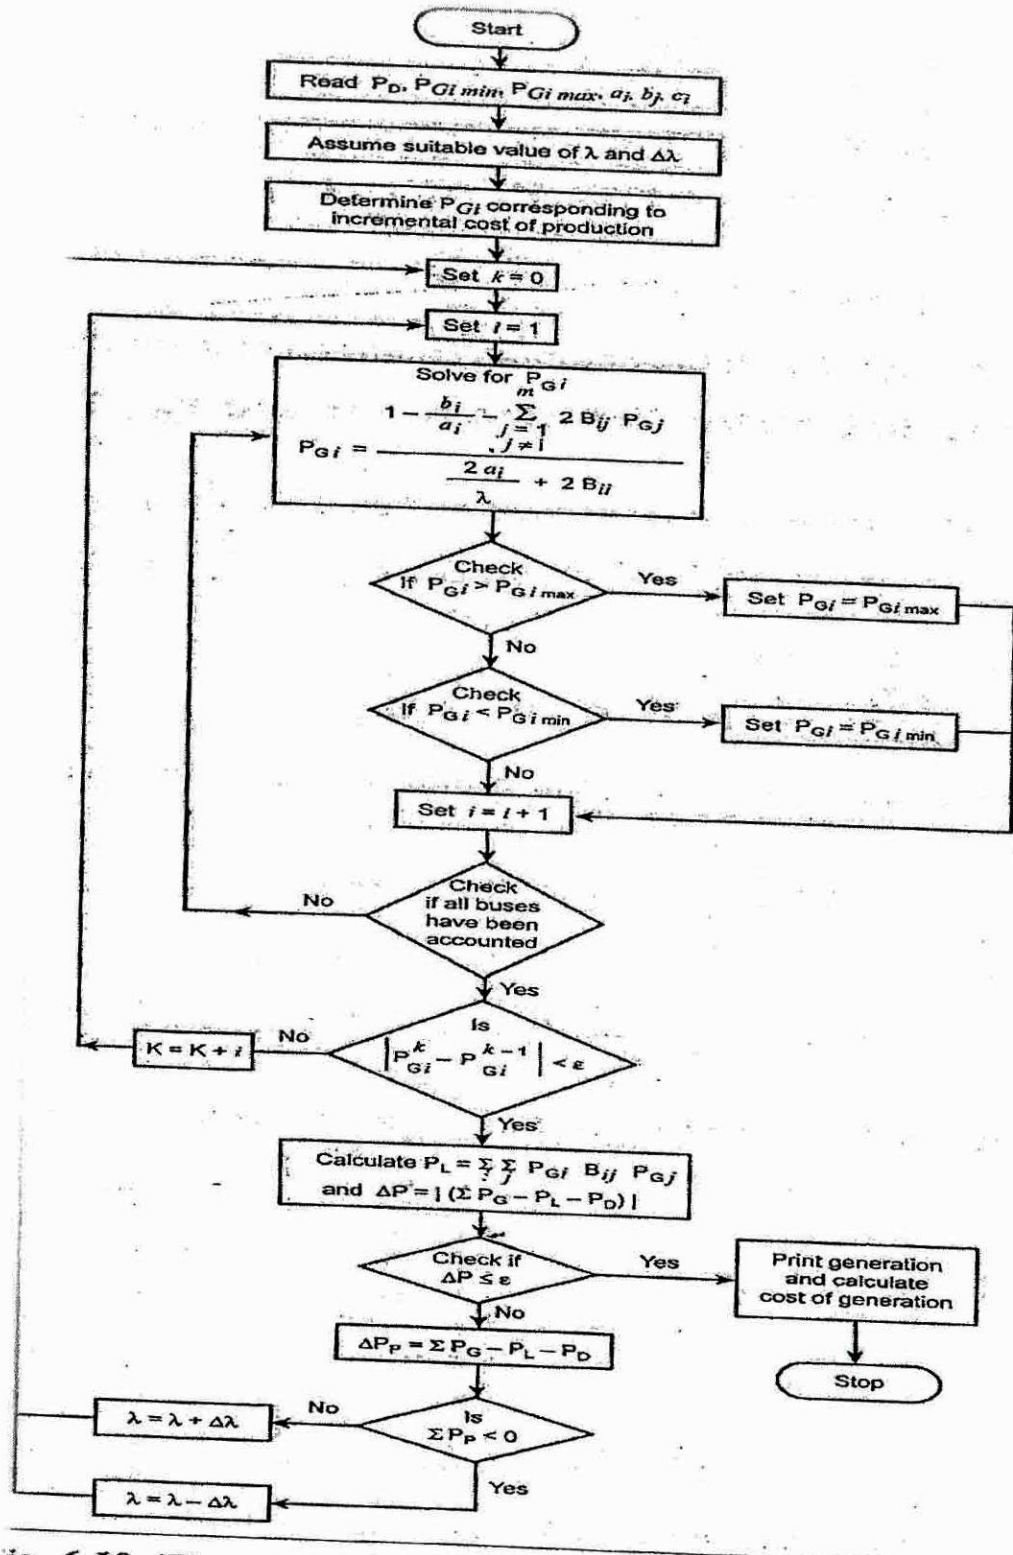 Start
Read P_D, P_Gi min, P_Gi max, a_i, b_i, c_i
Assume suitable value of λ and Δλ
Determine P_Gi corresponding to
incremental cost of production
Set k = 0
Set i = 1
Solve for P_Gi
m
1 − b_i / a_i − Σ 2 B_ij P_Gj
j = 1
j ≠ i
P_Gi =
2 a_i / λ + 2 B_ii
Check
If P_Gi > P_Gi max
Yes
Set P_Gi = P_Gi max
No
Check
If P_Gi < P_Gi min
Yes
Set P_Gi = P_Gi min
No
Set i = i + 1
Check
if all buses
have been
accounted
No
Yes
Is
| P^k_Gi − P^k−1_Gi | < ε
No
K = K + i
Yes
Calculate P_L = Σ_i Σ_j P_Gi B_ij P_Gj
and ΔP = | (Σ P_G − P_L − P_D) |
Check if
ΔP ≤ ε
Yes
Print generation
and calculate
cost of generation
Stop
No
ΔP_P = Σ P_G − P_L − P_D
Is
Σ P_P < 0
No
λ = λ + Δλ
Yes
λ = λ − Δλ